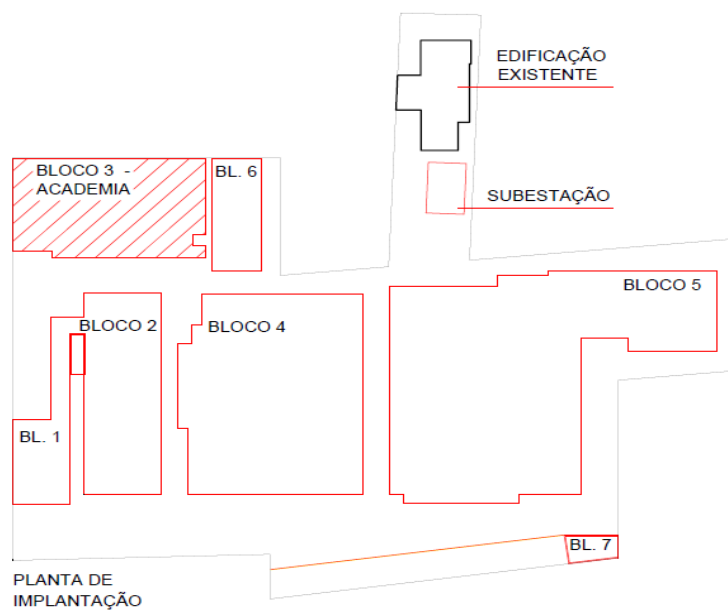 EDIFICAÇÃO
EXISTENTE
BLOCO 3 -
ACADEMIA
BL. 6
SUBESTAÇÃO
BLOCO 5
BLOCO 2
BLOCO 4
BL. 1
BL. 7
PLANTA DE
IMPLANTAÇÃO